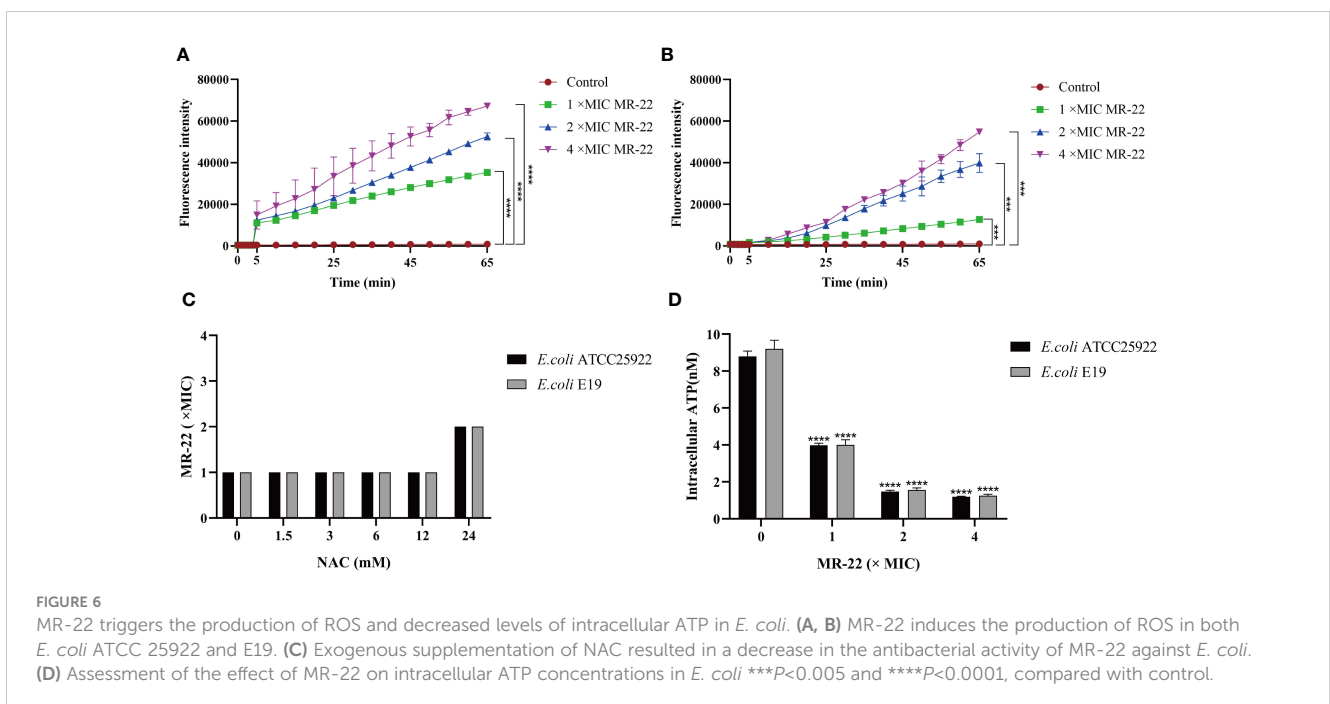 A
Fluorescence intensity
80000
60000
40000
20000
0
0 5 25 45 65
Time (min)
Control
1 ×MIC MR-22
2 ×MIC MR-22
4 ×MIC MR-22
****
****
****
B
Fluorescence intensity
80000
60000
40000
20000
0
0 5 25 45 65
Time (min)
Control
1 ×MIC MR-22
2 ×MIC MR-22
4 ×MIC MR-22
***
***
***
C
MR-22 ( ×MIC)
4
3
2
1
0
0 1.5 3 6 12 24
NAC (mM)
E.coli ATCC25922
E.coli E19
D
Intracellular ATP(nM)
10
8
6
4
2
0
**** ****
**** ****
**** ****
0 1 2 4
MR-22 (× MIC)
E.coli ATCC25922
E.coli E19
FIGURE 6
MR-22 triggers the production of ROS and decreased levels of intracellular ATP in E. coli. (A, B) MR-22 induces the production of ROS in both
E. coli ATCC 25922 and E19. (C) Exogenous supplementation of NAC resulted in a decrease in the antibacterial activity of MR-22 against E. coli.
(D) Assessment of the effect of MR-22 on intracellular ATP concentrations in E. coli ***P<0.005 and ****P<0.0001, compared with control.